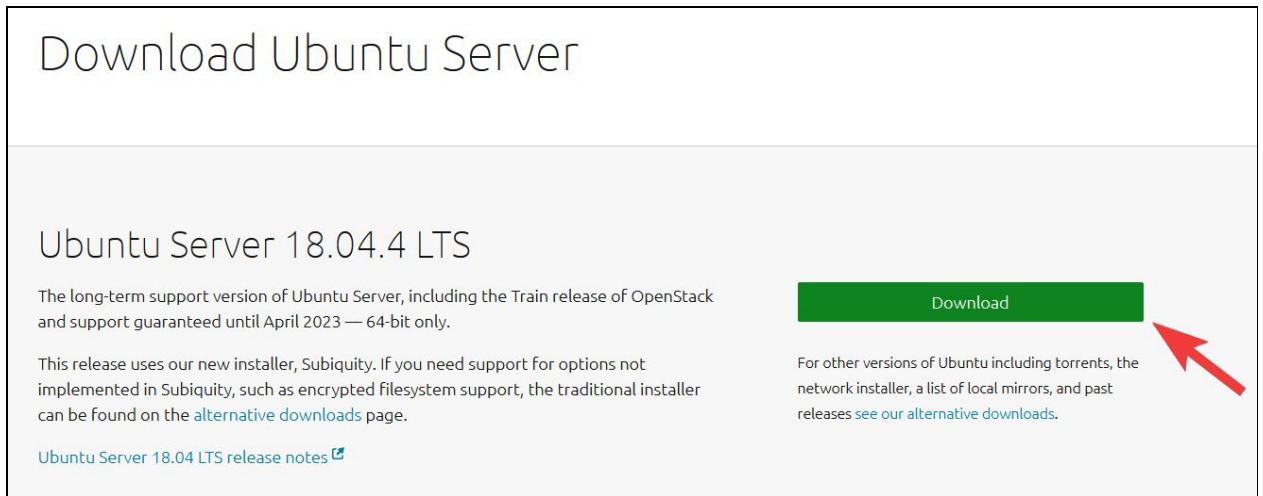 Download Ubuntu Server
Ubuntu Server 18.04.4 LTS
The long-term support version of Ubuntu Server, including the Train release of OpenStack
and support guaranteed until April 2023 — 64-bit only.
This release uses our new installer, Subiquity. If you need support for options not
implemented in Subiquity, such as encrypted filesystem support, the traditional installer
can be found on the alternative downloads page.
Ubuntu Server 18.04 LTS release notes
Download
For other versions of Ubuntu including torrents, the
network installer, a list of local mirrors, and past
releases see our alternative downloads.